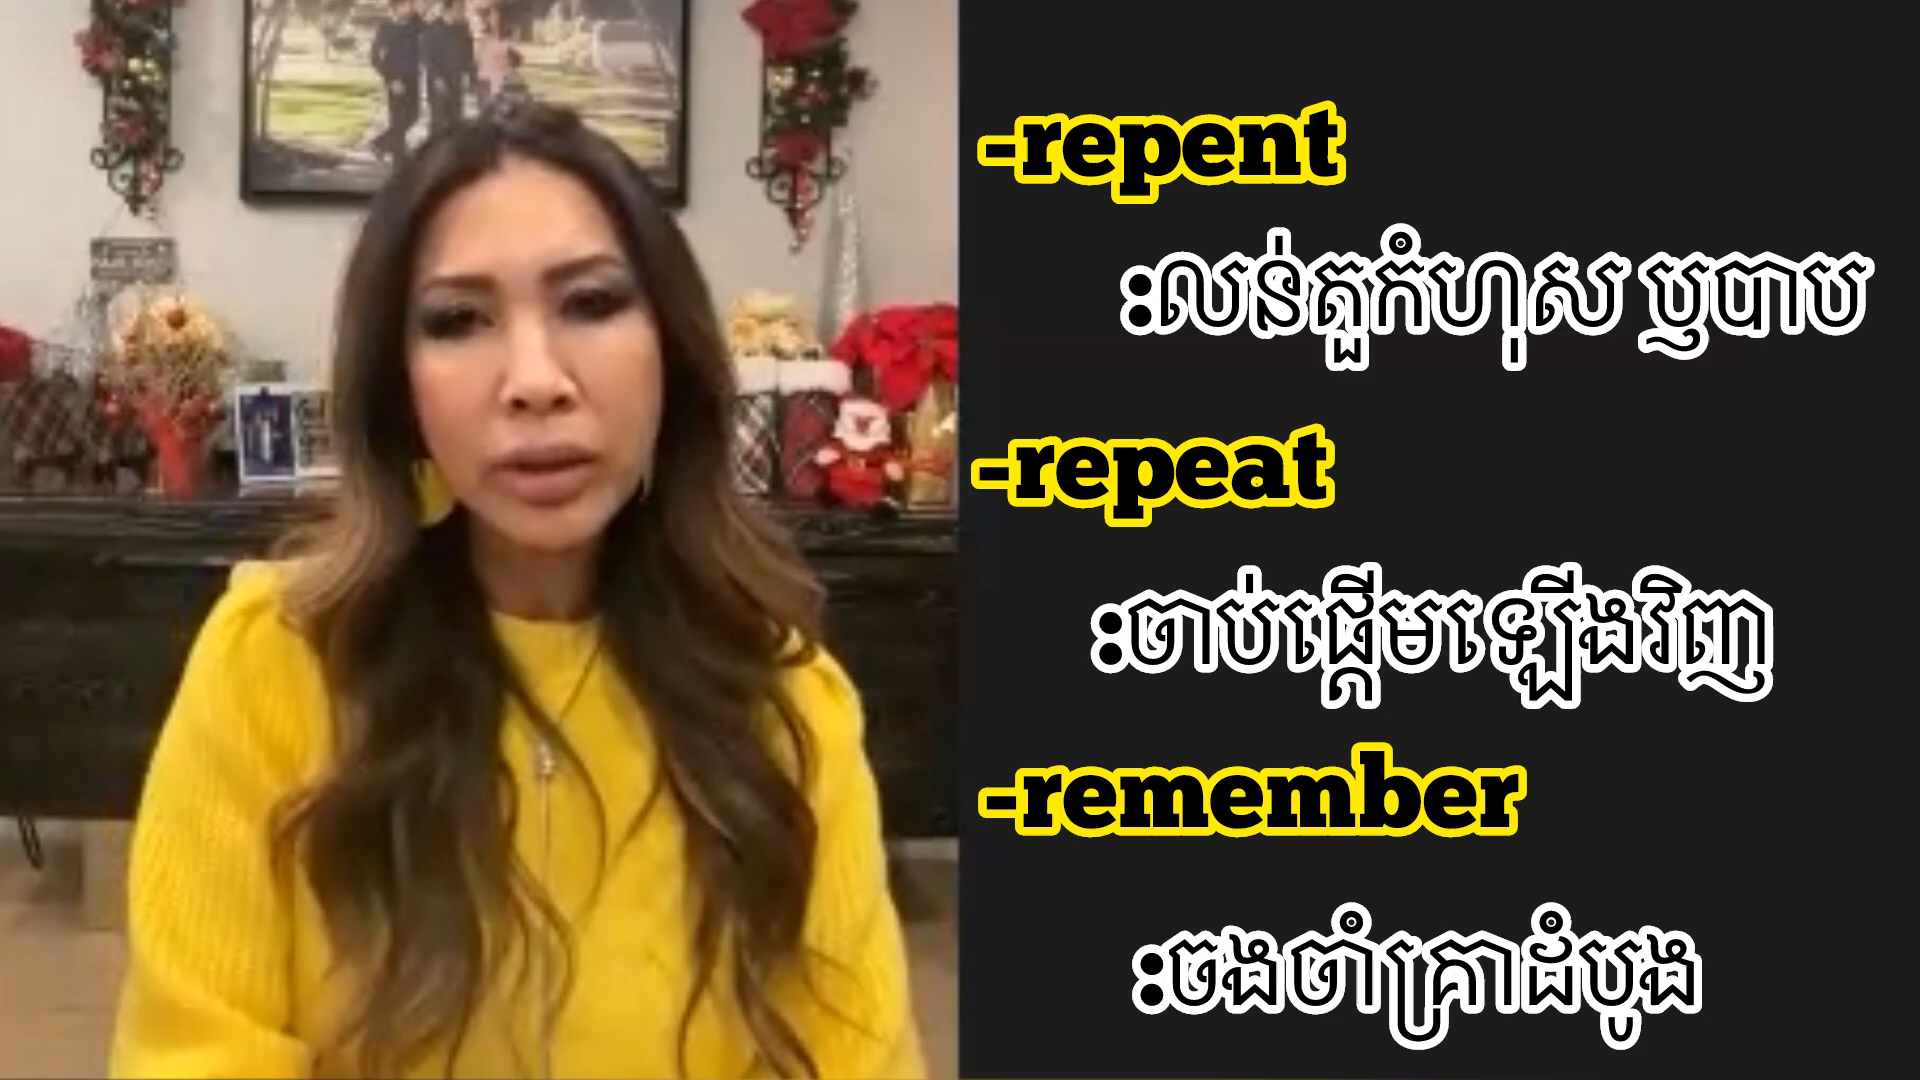 -repent
:លន់តួកំហុស ឫបាប
-repeat
:ចាប់ផ្ដើមឡើងវិញ
-remember
:ចងចាំគ្រាដំបូង